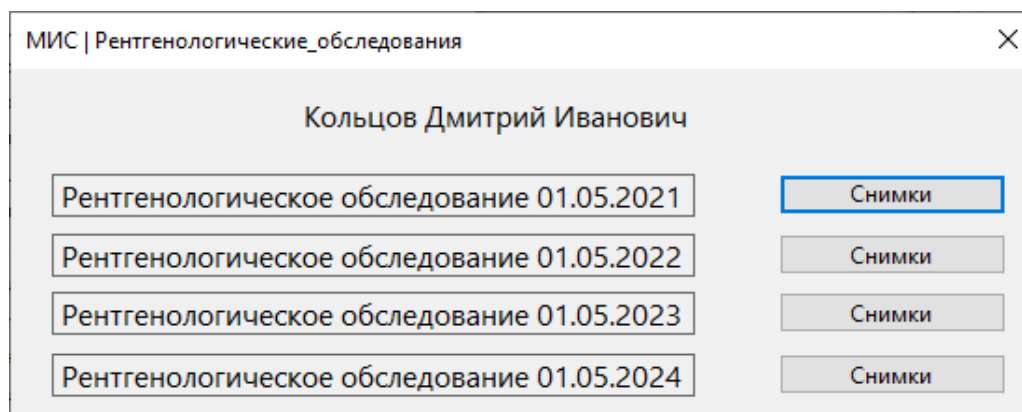 МИС | Рентгенологические_обследования
Кольцов Дмитрий Иванович
Рентгенологическое обследование 01.05.2021 Снимки
Рентгенологическое обследование 01.05.2022 Снимки
Рентгенологическое обследование 01.05.2023 Снимки
Рентгенологическое обследование 01.05.2024 Снимки